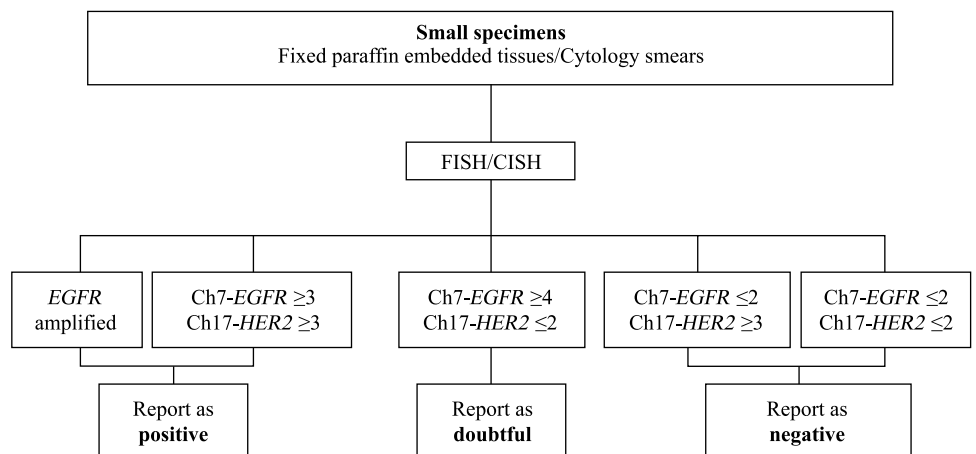 Small specimens
Fixed paraffin embedded tissues/Cytology smears
FISH/CISH
EGFR
amplified
Ch7-EGFR ≥3
Ch17-HER2 ≥3
Ch7-EGFR ≥4
Ch17-HER2 ≤2
Ch7-EGFR ≤2
Ch17-HER2 ≥3
Ch7-EGFR ≤2
Ch17-HER2 ≤2
Report as
positive
Report as
doubtful
Report as
negative